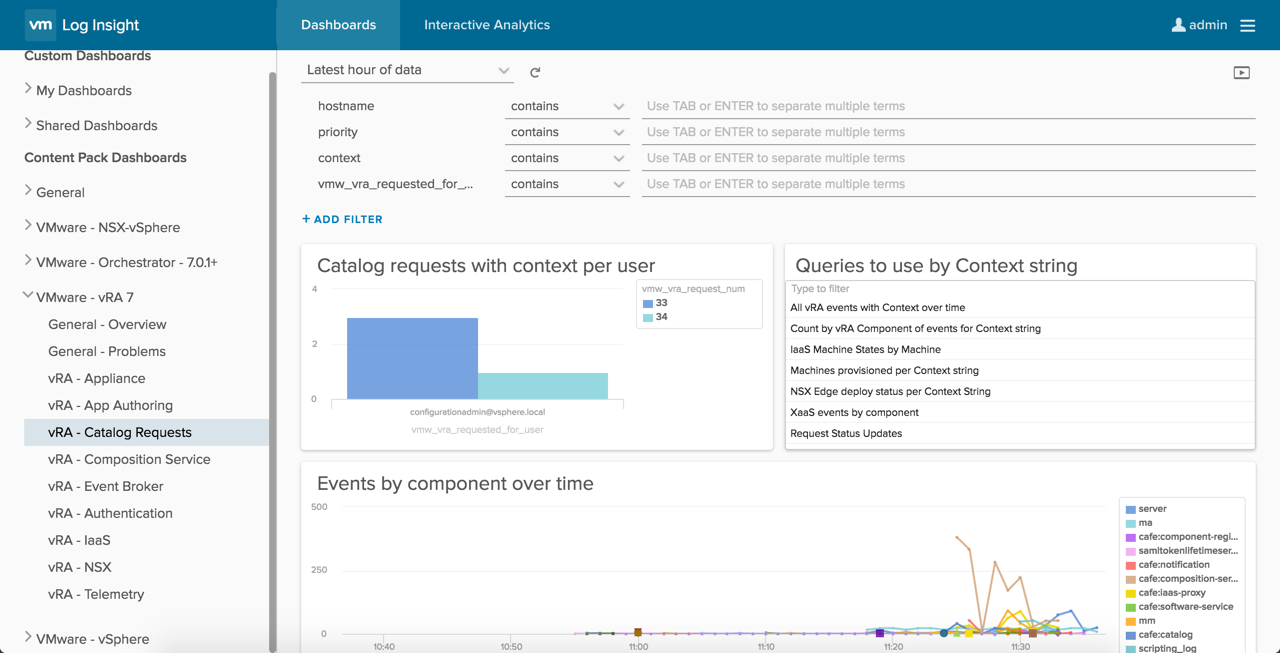 vm Log Insight
Dashboards
Interactive Analytics
admin
Custom Dashboards
My Dashboards
Shared Dashboards
Content Pack Dashboards
General
VMware - NSX-vSphere
VMware - Orchestrator - 7.0.1+
VMware - vRA 7
General - Overview
General - Problems
vRA - Appliance
vRA - App Authoring
vRA - Catalog Requests
vRA - Composition Service
vRA - Event Broker
vRA - Authentication
vRA - IaaS
vRA - NSX
vRA - Telemetry
VMware - vSphere
Latest hour of data
hostname contains Use TAB or ENTER to separate multiple terms
priority contains Use TAB or ENTER to separate multiple terms
context contains Use TAB or ENTER to separate multiple terms
vmw_vra_requested_for_... contains Use TAB or ENTER to separate multiple terms
+ ADD FILTER
Catalog requests with context per user
4
2
0
configurationadmin@vsphere.local
vmw_vra_requested_for_user
vmw_vra_request_num
33
34
Queries to use by Context string
Type to filter
All vRA events with Context over time
Count by vRA Component of events for Context string
IaaS Machine States by Machine
Machines provisioned per Context string
NSX Edge deploy status per Context String
XaaS events by component
Request Status Updates
Events by component over time
500
250
0
10:40 10:50 11:00 11:10 11:20 11:30
server
ma
cafe:component-regi...
samltokenlifetimeser...
cafe:notification
cafe:composition-ser...
cafe:iaas-proxy
cafe:software-service
mm
cafe:catalog
scripting_log